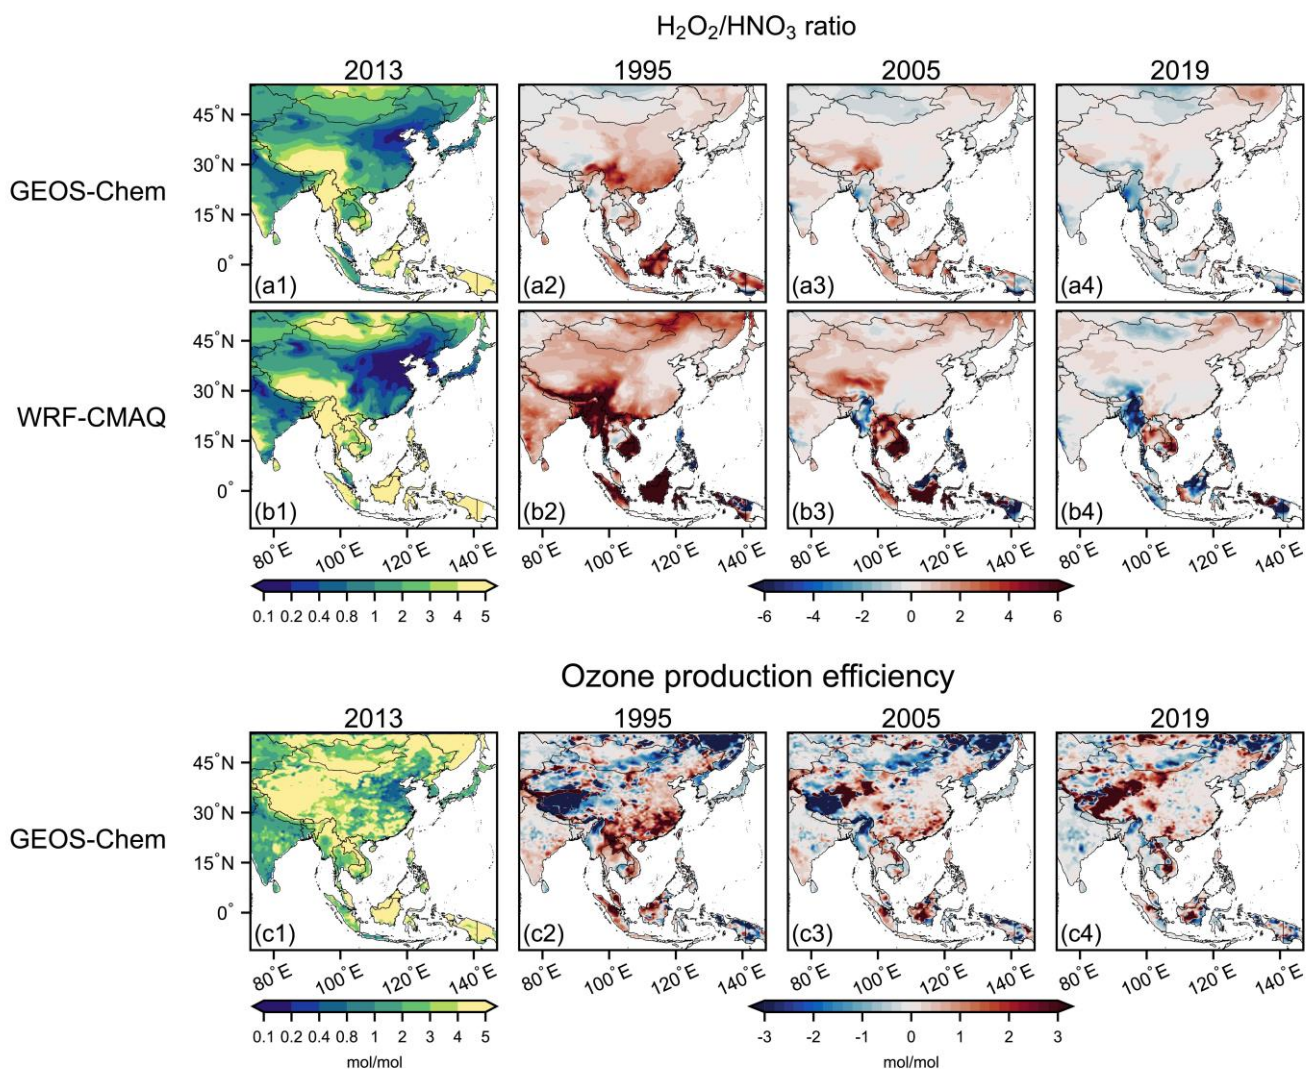 H₂O₂/HNO₃ ratio
2013 1995 2005 2019
GEOS-Chem
45°N
30°N
15°N
0°
(a1) (a2) (a3) (a4)
WRF-CMAQ
45°N
30°N
15°N
0°
(b1) (b2) (b3) (b4)
80°E 100°E 120°E 140°E 80°E 100°E 120°E 140°E 80°E 100°E 120°E 140°E 80°E 100°E 120°E 140°E
0.1 0.2 0.4 0.8 1 2 3 4 5
-6 -4 -2 0 2 4 6
Ozone production efficiency
2013 1995 2005 2019
GEOS-Chem
45°N
30°N
15°N
0°
(c1) (c2) (c3) (c4)
80°E 100°E 120°E 140°E 80°E 100°E 120°E 140°E 80°E 100°E 120°E 140°E 80°E 100°E 120°E 140°E
0.1 0.2 0.4 0.8 1 2 3 4 5
mol/mol
-3 -2 -1 0 1 2 3
mol/mol